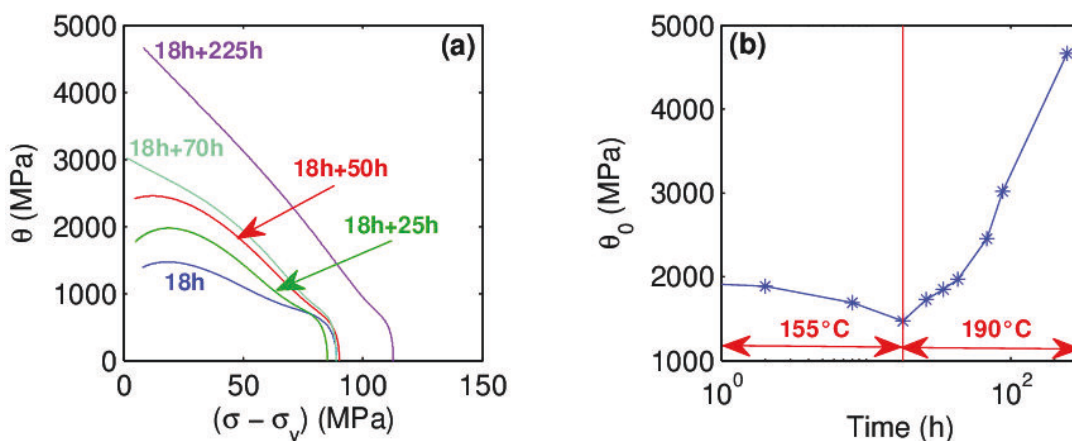 (a)
5000
4000
3000
2000
1000
0
θ (MPa)
18h+225h
18h+70h
18h+50h
18h+25h
18h
0 50 100 150
(σ − σy) (MPa)
(b)
5000
4000
3000
2000
1000
θ0 (MPa)
155°C 190°C
10^0 10^2
Time (h)